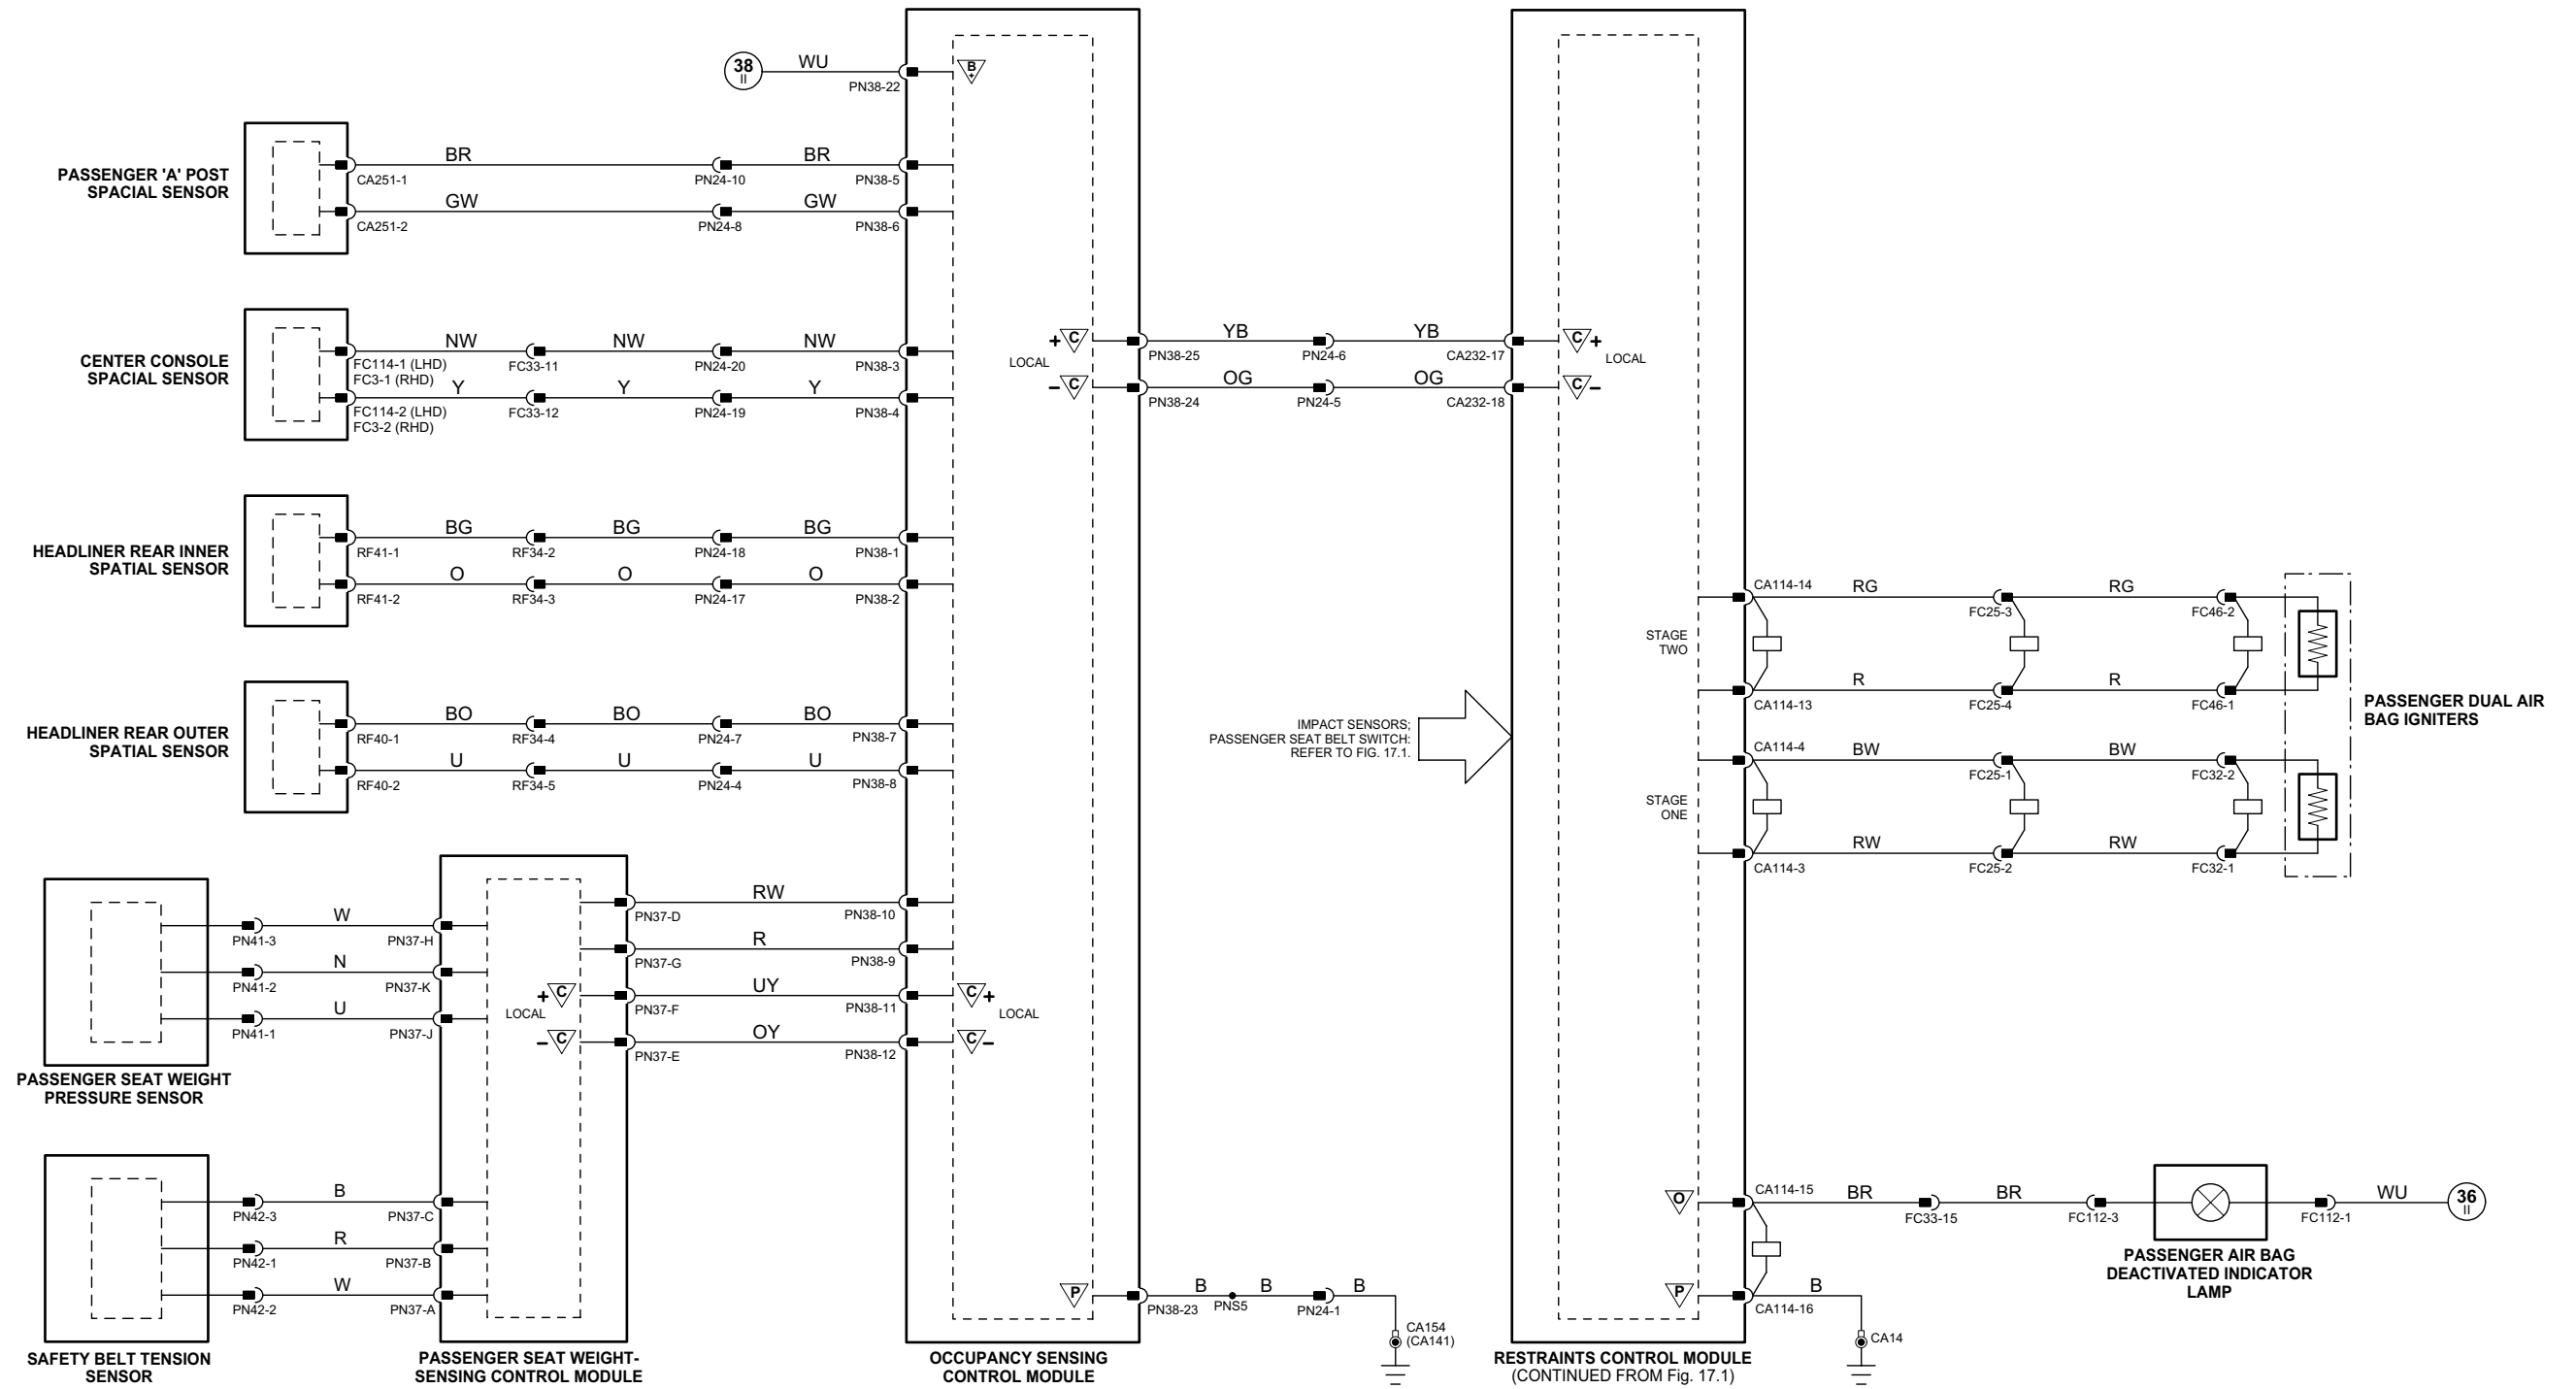 38
II
WU
PN38-22
B
+
PASSENGER 'A' POST
SPACIAL SENSOR
BR
BR
CA251-1
PN24-10
PN38-5
GW
GW
CA251-2
PN24-8
PN38-6
CENTER CONSOLE
SPACIAL SENSOR
NW
NW
NW
FC114-1 (LHD)
FC3-1 (RHD)
FC33-11
PN24-20
PN38-3
Y
Y
Y
FC114-2 (LHD)
FC3-2 (RHD)
FC33-12
PN24-19
PN38-4
HEADLINER REAR INNER
SPATIAL SENSOR
BG
BG
BG
RF41-1
RF34-2
PN24-18
PN38-1
O
O
O
RF41-2
RF34-3
PN24-17
PN38-2
HEADLINER REAR OUTER
SPATIAL SENSOR
BO
BO
BO
RF40-1
RF34-4
PN24-7
PN38-7
U
U
U
RF40-2
RF34-5
PN24-4
PN38-8
PASSENGER SEAT WEIGHT
PRESSURE SENSOR
W
PN41-3
PN37-H
N
PN41-2
PN37-K
U
PN41-1
PN37-J
SAFETY BELT TENSION
SENSOR
B
PN42-3
PN37-C
R
PN42-1
PN37-B
W
PN42-2
PN37-A
PASSENGER SEAT WEIGHT-
SENSING CONTROL MODULE
+ C
LOCAL
– C
RW
PN37-D
PN38-10
R
PN37-G
PN38-9
UY
PN37-F
PN38-11
OY
PN37-E
PN38-12
C +
LOCAL
C –
OCCUPANCY SENSING
CONTROL MODULE
+ C
LOCAL
– C
YB
YB
PN38-25
PN24-6
CA232-17
OG
OG
PN38-24
PN24-5
CA232-18
P
B
B
B
PN38-23
PNS5
PN24-1
CA154
(CA141)
C +
LOCAL
C –
IMPACT SENSORS;
PASSENGER SEAT BELT SWITCH:
REFER TO FIG. 17.1.
RESTRAINTS CONTROL MODULE
(CONTINUED FROM Fig. 17.1)
STAGE
TWO
CA114-14
RG
RG
FC25-3
FC46-2
R
R
CA114-13
FC25-4
FC46-1
STAGE
ONE
CA114-4
BW
BW
FC25-1
FC32-2
RW
RW
CA114-3
FC25-2
FC32-1
PASSENGER DUAL AIR
BAG IGNITERS
O
CA114-15
BR
BR
FC33-15
FC112-3
FC112-1
WU
36
II
PASSENGER AIR BAG
DEACTIVATED INDICATOR
LAMP
P
B
CA114-16
CA14